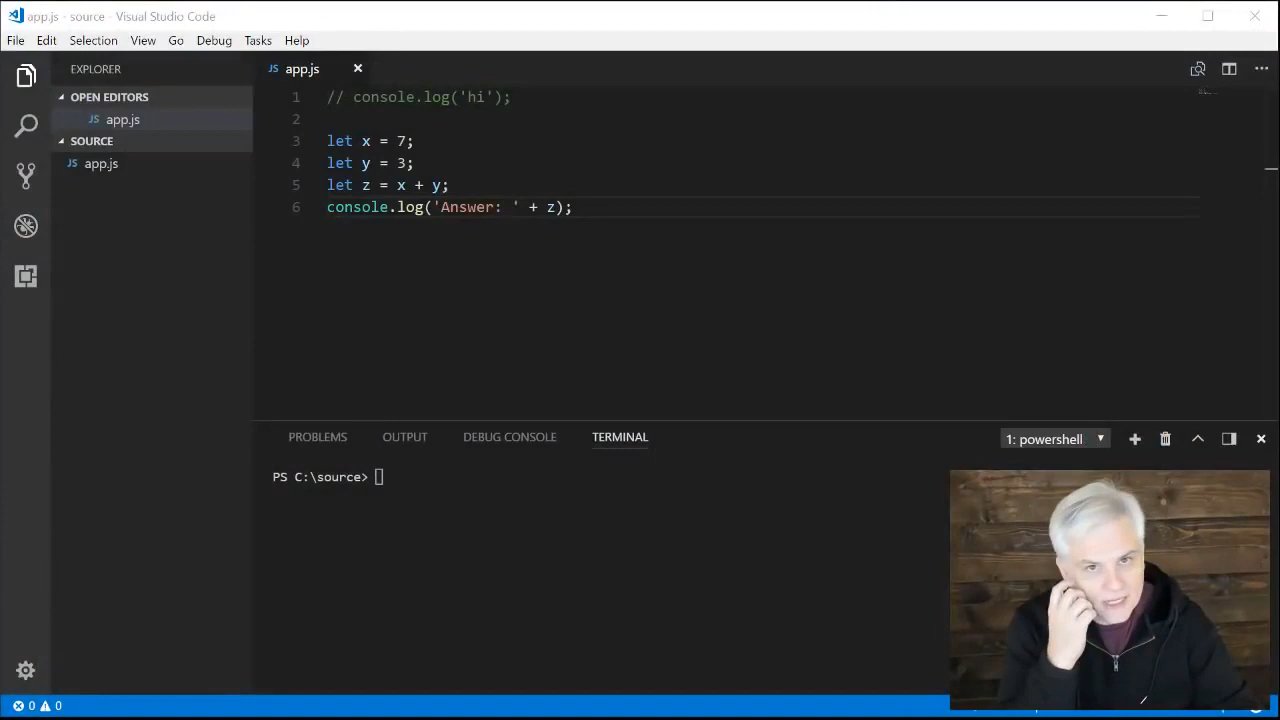 app.js - source - Visual Studio Code
File Edit Selection View Go Debug Tasks Help
EXPLORER
JS app.js
OPEN EDITORS
JS app.js
SOURCE
JS app.js
1 // console.log('hi');
2
3 let x = 7;
4 let y = 3;
5 let z = x + y;
6 console.log('Answer: ' + z);
PROBLEMS OUTPUT DEBUG CONSOLE TERMINAL 1: powershell
PS C:\source>
0 0